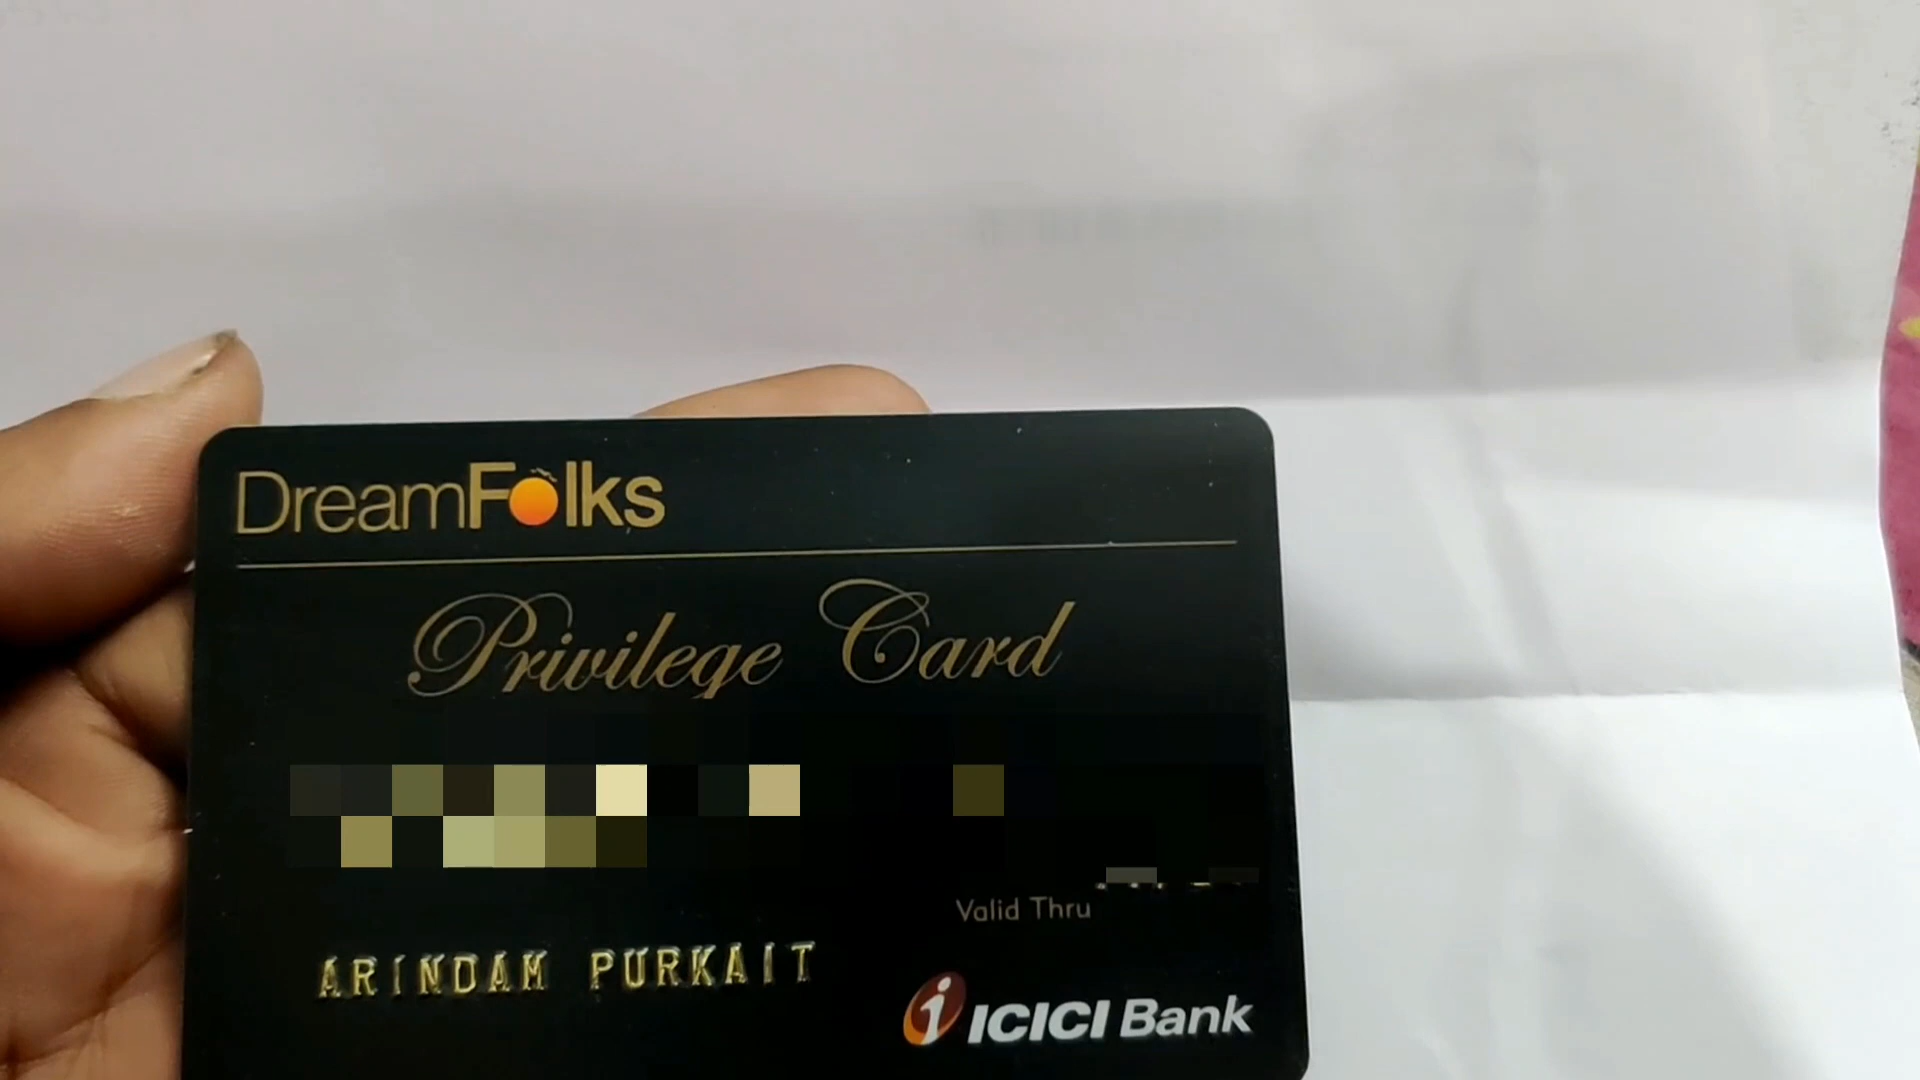 DreamFolks
Privilege Card
Valid Thru
ARINDAM PURKAIT
ICICI Bank